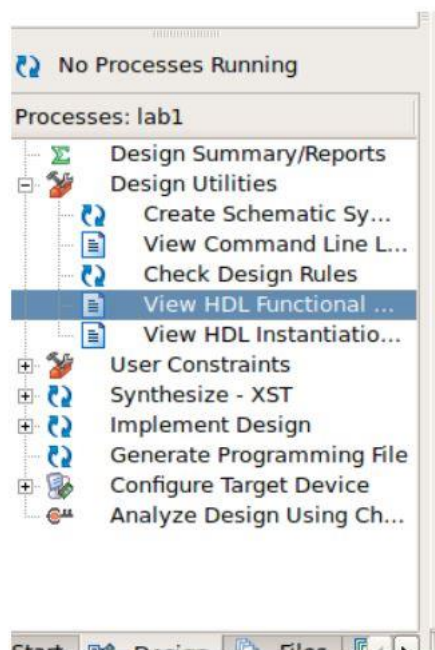 No Processes Running
Processes: lab1
Design Summary/Reports
Design Utilities
Create Schematic Sy...
View Command Line L...
Check Design Rules
View HDL Functional ...
View HDL Instantiatio...
User Constraints
Synthesize - XST
Implement Design
Generate Programming File
Configure Target Device
Analyze Design Using Ch...
Start Design Files